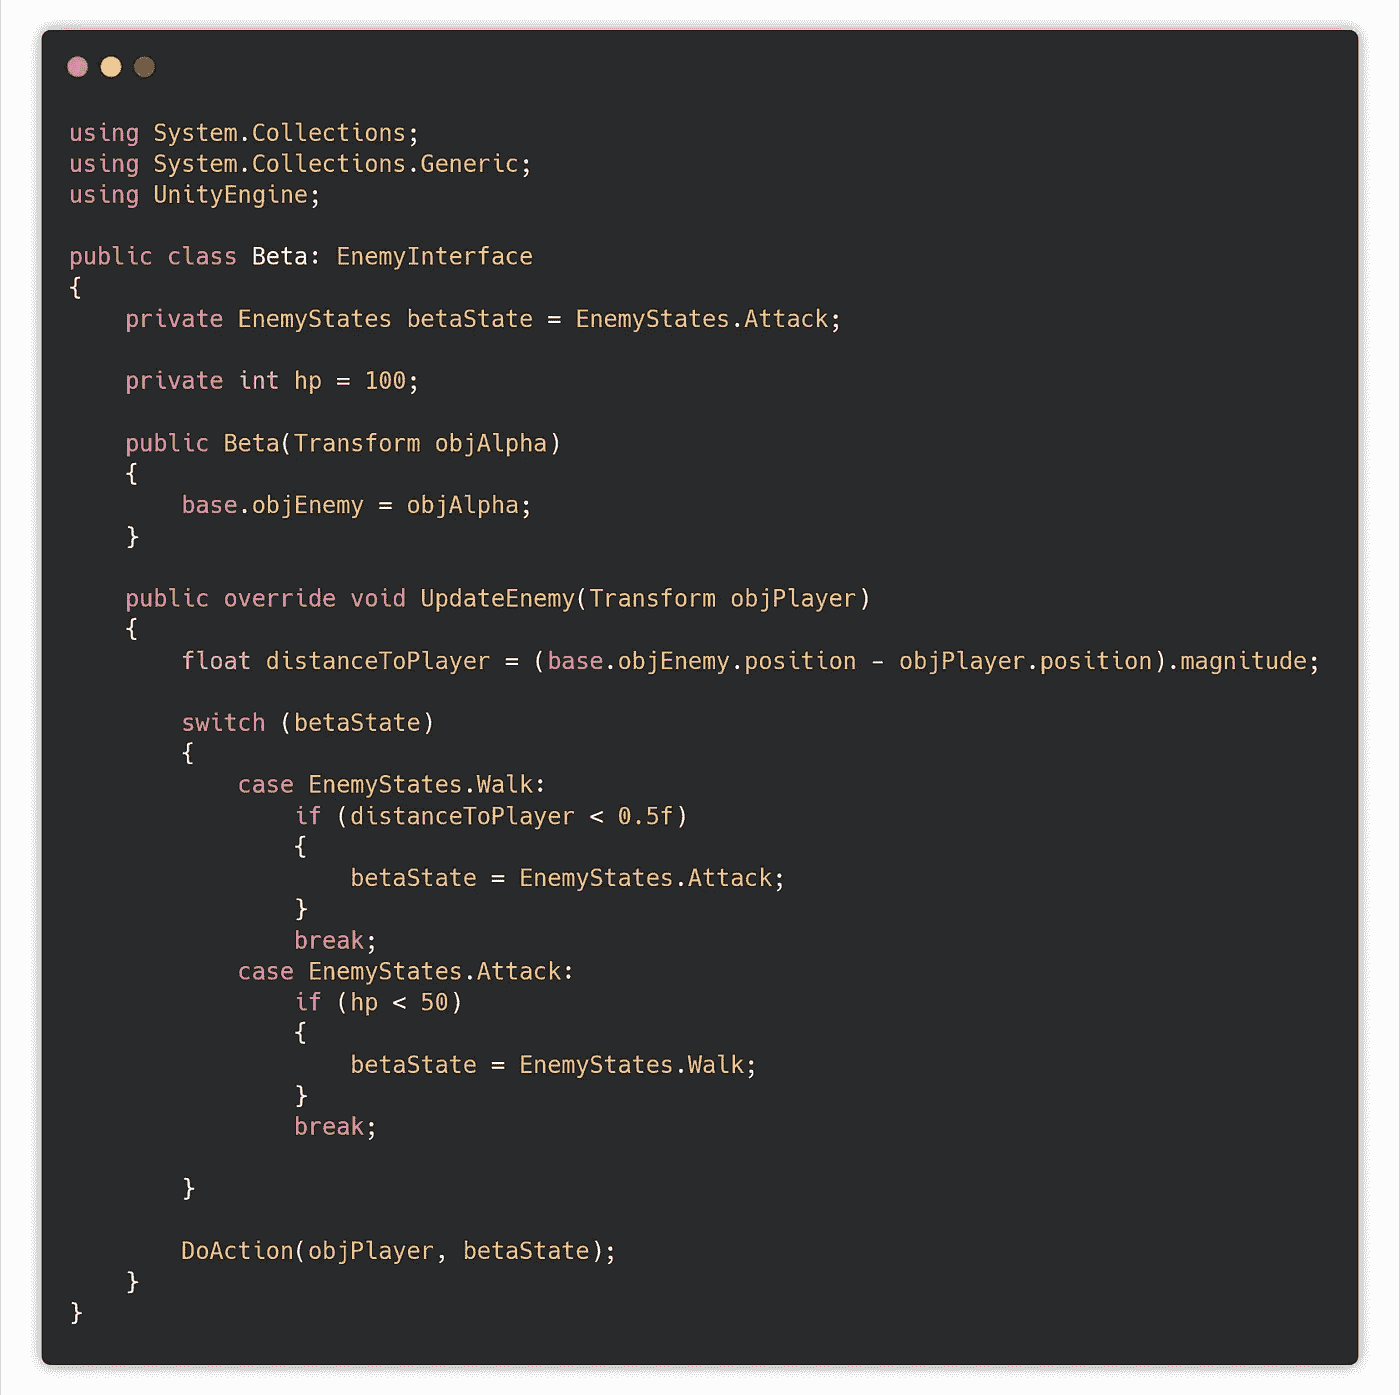 using System.Collections;
using System.Collections.Generic;
using UnityEngine;
public class Beta: EnemyInterface
{
private EnemyStates betaState = EnemyStates.Attack;
private int hp = 100;
public Beta(Transform objAlpha)
{
base.objEnemy = objAlpha;
}
public override void UpdateEnemy(Transform objPlayer)
{
float distanceToPlayer = (base.objEnemy.position - objPlayer.position).magnitude;
switch (betaState)
{
case EnemyStates.Walk:
if (distanceToPlayer < 0.5f)
{
betaState = EnemyStates.Attack;
}
break;
case EnemyStates.Attack:
if (hp < 50)
{
betaState = EnemyStates.Walk;
}
break;
}
DoAction(objPlayer, betaState);
}
}